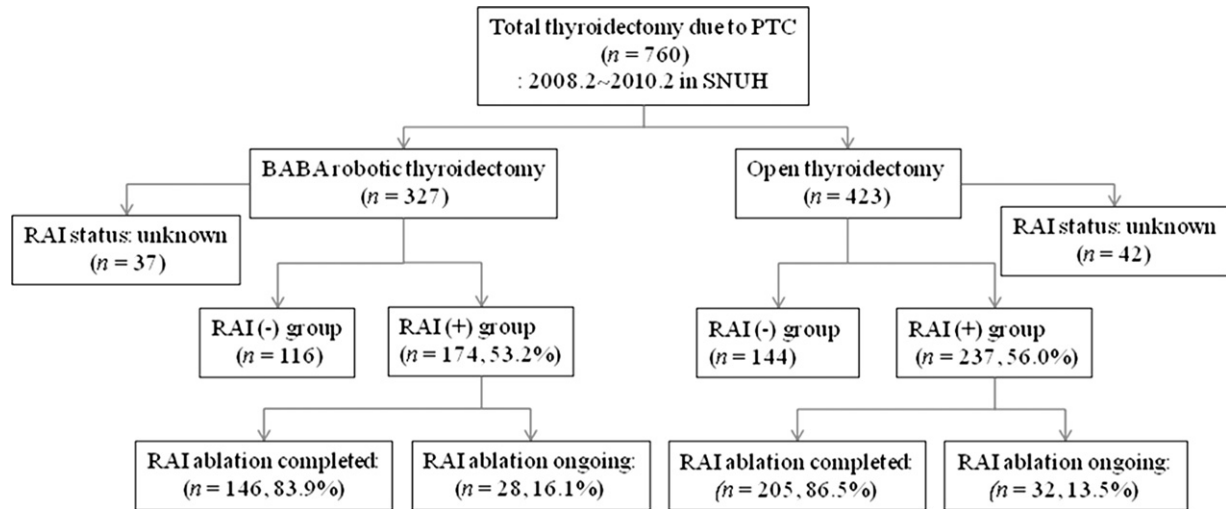 Total thyroidectomy due to PTC
(n = 760)
: 2008.2~2010.2 in SNUH
BABA robotic thyroidectomy
(n = 327)
Open thyroidectomy
(n = 423)
RAI status: unknown
(n = 37)
RAI status: unknown
(n = 42)
RAI (-) group
(n = 116)
RAI (+) group
(n = 174, 53.2%)
RAI (-) group
(n = 144)
RAI (+) group
(n = 237, 56.0%)
RAI ablation completed:
(n = 146, 83.9%)
RAI ablation ongoing:
(n = 28, 16.1%)
RAI ablation completed:
(n = 205, 86.5%)
RAI ablation ongoing:
(n = 32, 13.5%)